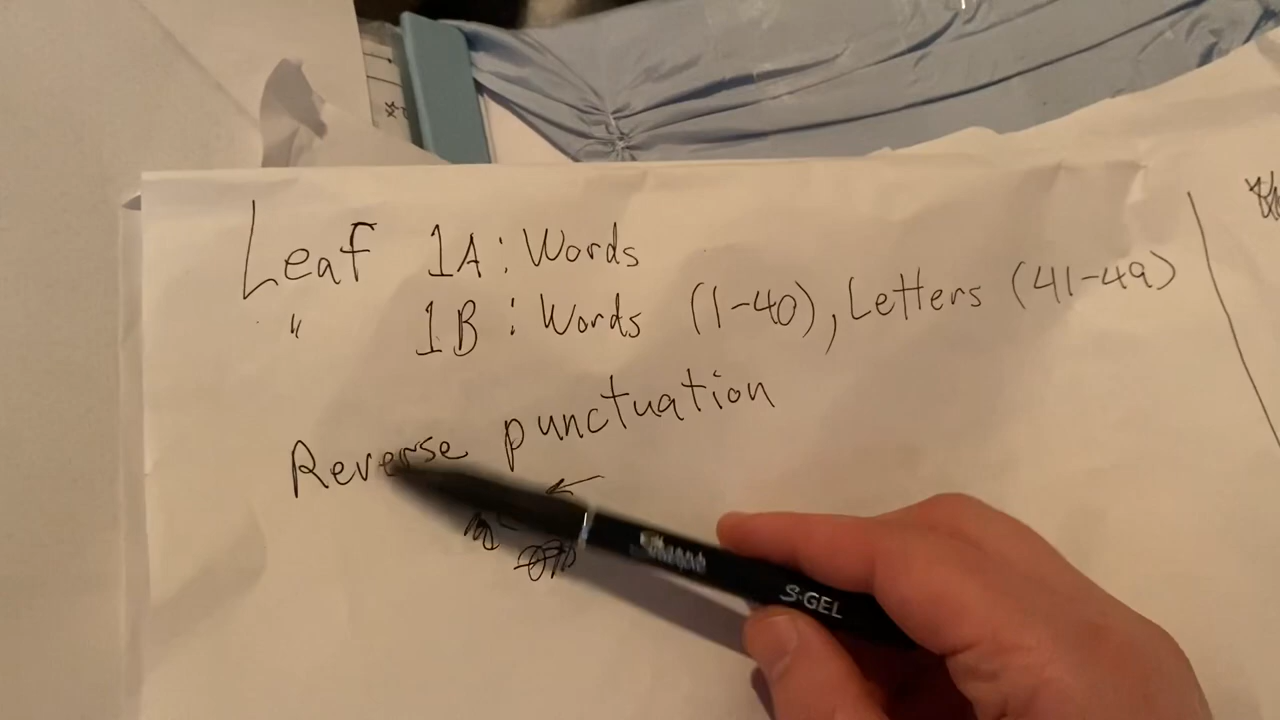 Leaf 1A: Words
" 1B: Words (1-40), Letters (41-49)
Reverse punctuation
←
S·GEL